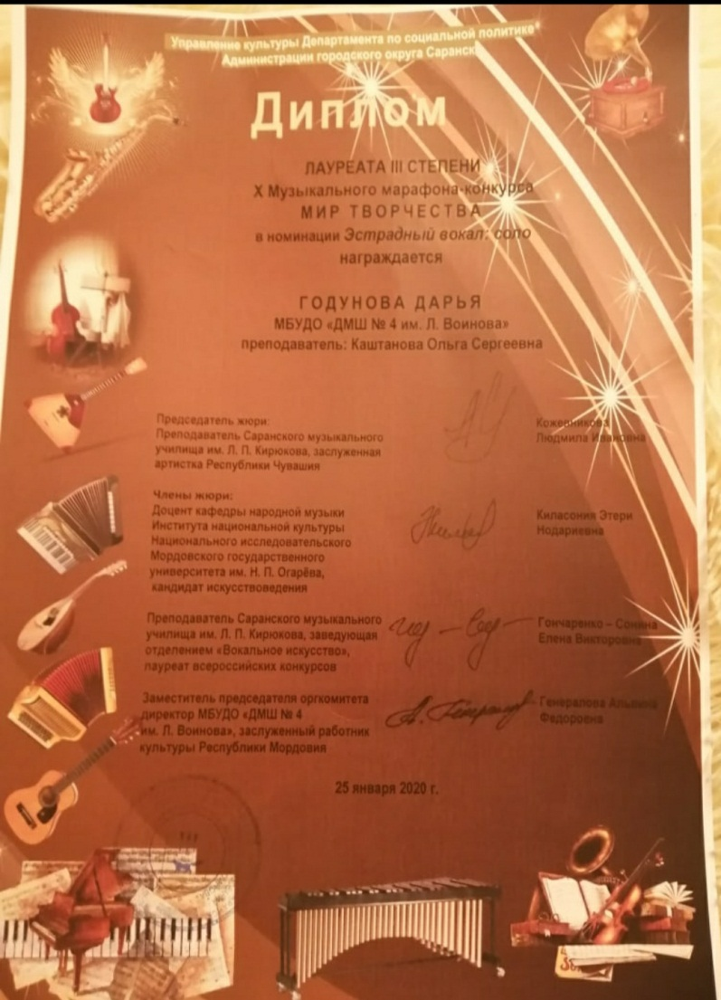 Управление культуры Департамента по социальной политике
Администрации городского округа Саранск
Диплом
ЛАУРЕАТА III СТЕПЕНИ
X Музыкального марафона-конкурса
МИР ТВОРЧЕСТВА
в номинации Эстрадный вокал: соло
награждается
ГОДУНОВА ДАРЬЯ
МБУДО «ДМШ № 4 им. Л. Воинова»
преподаватель: Каштанова Ольга Сергеевна
Председатель жюри:
Преподаватель Саранского музыкального
училища им. Л. П. Кирюкова, заслуженная
артистка Республики Чувашия
Кожевникова
Людмила Ивановна
Члены жюри:
Доцент кафедры народной музыки
Института национальной культуры
Национального исследовательского
Мордовского государственного
университета им. Н. П. Огарёва,
кандидат искусствоведения
Киласония Этери
Нодариевна
Преподаватель Саранского музыкального
училища им. Л. П. Кирюкова, заведующая
отделением «Вокальное искусство»,
лауреат всероссийских конкурсов
Гончаренко – Сонина
Елена Викторовна
Заместитель председателя оргкомитета
директор МБУДО «ДМШ № 4
им. Л. Воинова», заслуженный работник
культуры Республики Мордовия
Генералова Альбина
Федоровна
25 января 2020 г.